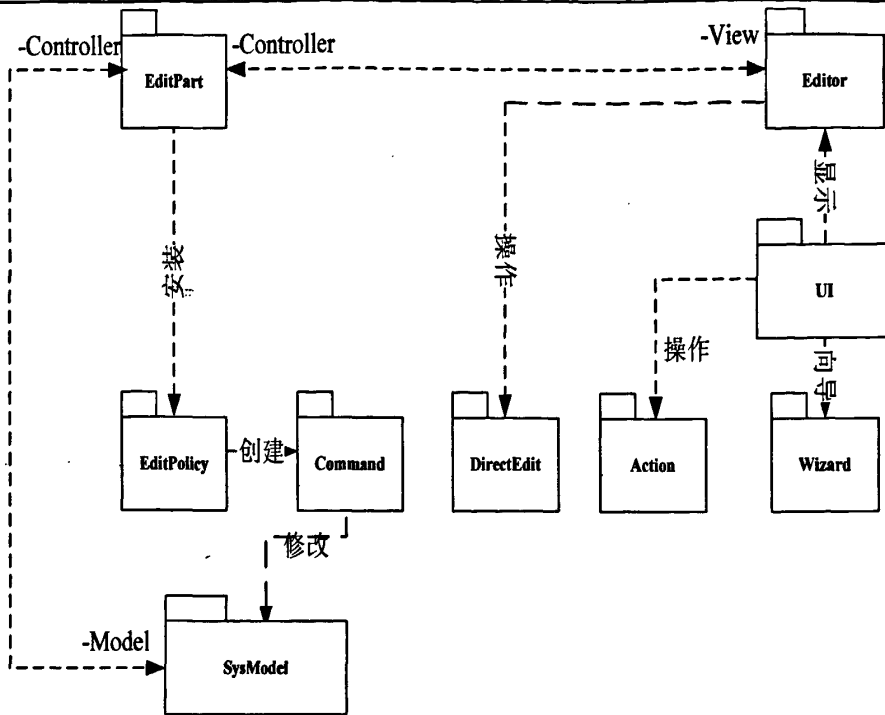 -Controller
-Controller
-View
EditPart
Editor
显示
安装
操作
UI
操作
向导
EditPolicy
创建
Command
DirectEdit
Action
Wizard
修改
-Model
SysModel